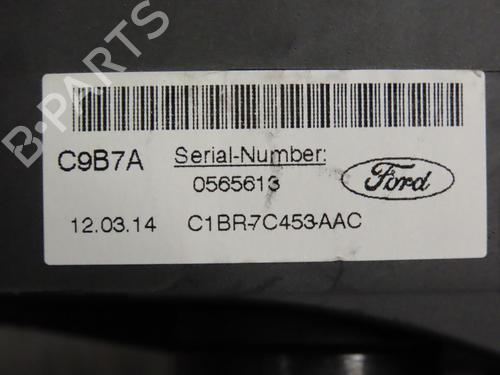 B·PARTS
C9B7A Serial-Number:
0565613
Ford
12.03.14 C1BR-7C453-AAC